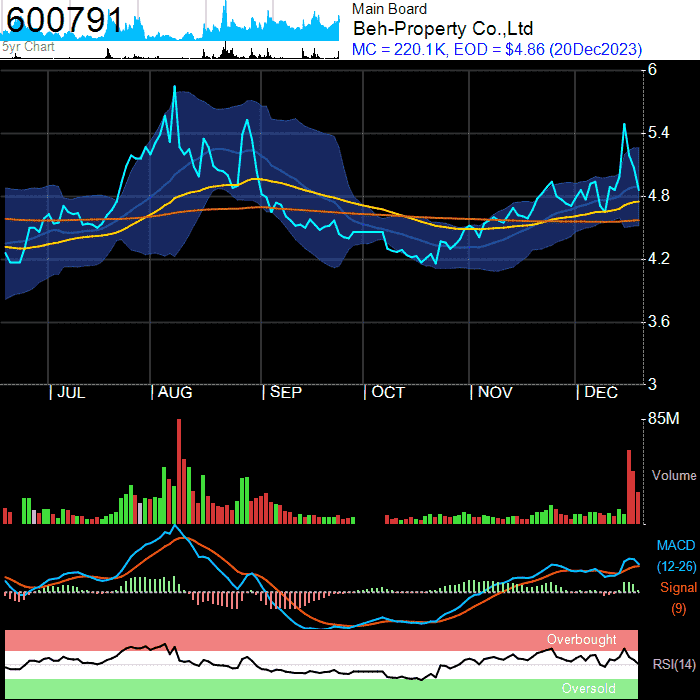 600791
5yr Chart
Main Board
Beh-Property Co.,Ltd
MC = 220.1K, EOD = $4.86 (20Dec2023)
6
5.4
4.8
4.2
3.6
3
| JUL | AUG | SEP | OCT | NOV | DEC
85M
Volume
MACD
(12-26)
Signal
(9)
Overbought
RSI(14)
Oversold